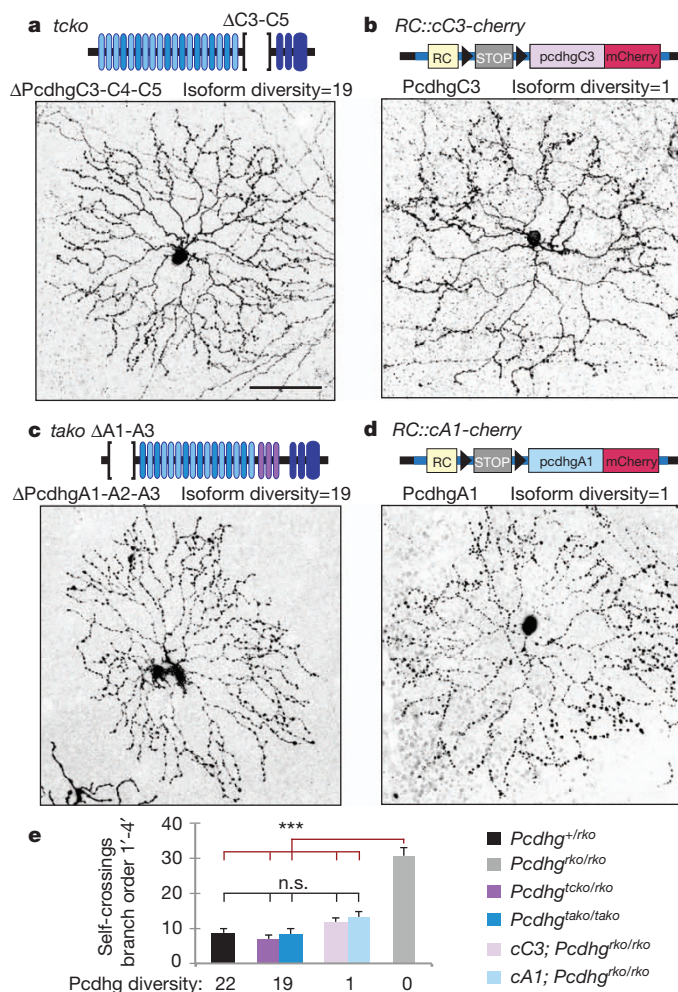 a tcko ΔC3-C5
ΔPcdhgC3-C4-C5 Isoform diversity=19
b RC::cC3-cherry
RC STOP pcdhgC3 mCherry
PcdhgC3 Isoform diversity=1
c tako ΔA1-A3
ΔPcdhgA1-A2-A3 Isoform diversity=19
d RC::cA1-cherry
RC STOP pcdhgA1 mCherry
PcdhgA1 Isoform diversity=1
e
Self-crossings
branch order 1′-4′
40
30
20
10
0
***
n.s.
Pcdhg diversity: 22 19 1 0
Pcdhg+/rko
Pcdhgrko/rko
Pcdhgtcko/rko
Pcdhgtako/tako
cC3; Pcdhgrko/rko
cA1; Pcdhgrko/rko